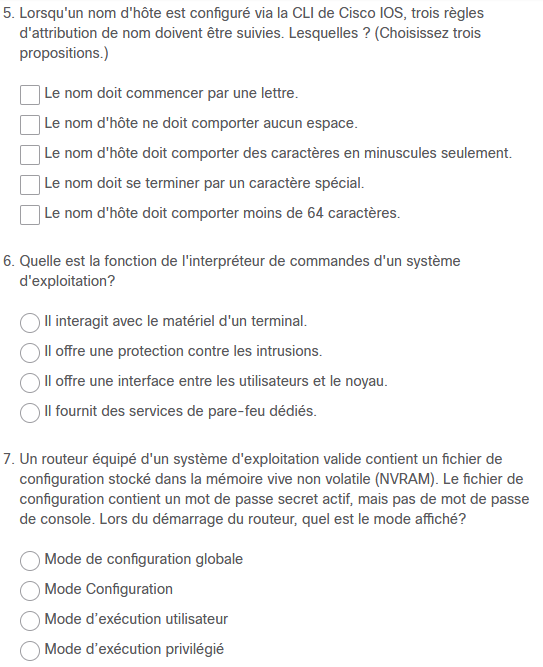 5. Lorsqu'un nom d'hôte est configuré via la CLI de Cisco IOS, trois règles
d'attribution de nom doivent être suivies. Lesquelles ? (Choisissez trois
propositions.)
Le nom doit commencer par une lettre.
Le nom d'hôte ne doit comporter aucun espace.
Le nom d'hôte doit comporter des caractères en minuscules seulement.
Le nom doit se terminer par un caractère spécial.
Le nom d'hôte doit comporter moins de 64 caractères.
6. Quelle est la fonction de l'interpréteur de commandes d'un système
d'exploitation?
Il interagit avec le matériel d'un terminal.
Il offre une protection contre les intrusions.
Il offre une interface entre les utilisateurs et le noyau.
Il fournit des services de pare-feu dédiés.
7. Un routeur équipé d'un système d'exploitation valide contient un fichier de
configuration stocké dans la mémoire vive non volatile (NVRAM). Le fichier de
configuration contient un mot de passe secret actif, mais pas de mot de passe
de console. Lors du démarrage du routeur, quel est le mode affiché?
Mode de configuration globale
Mode Configuration
Mode d’exécution utilisateur
Mode d’exécution privilégié